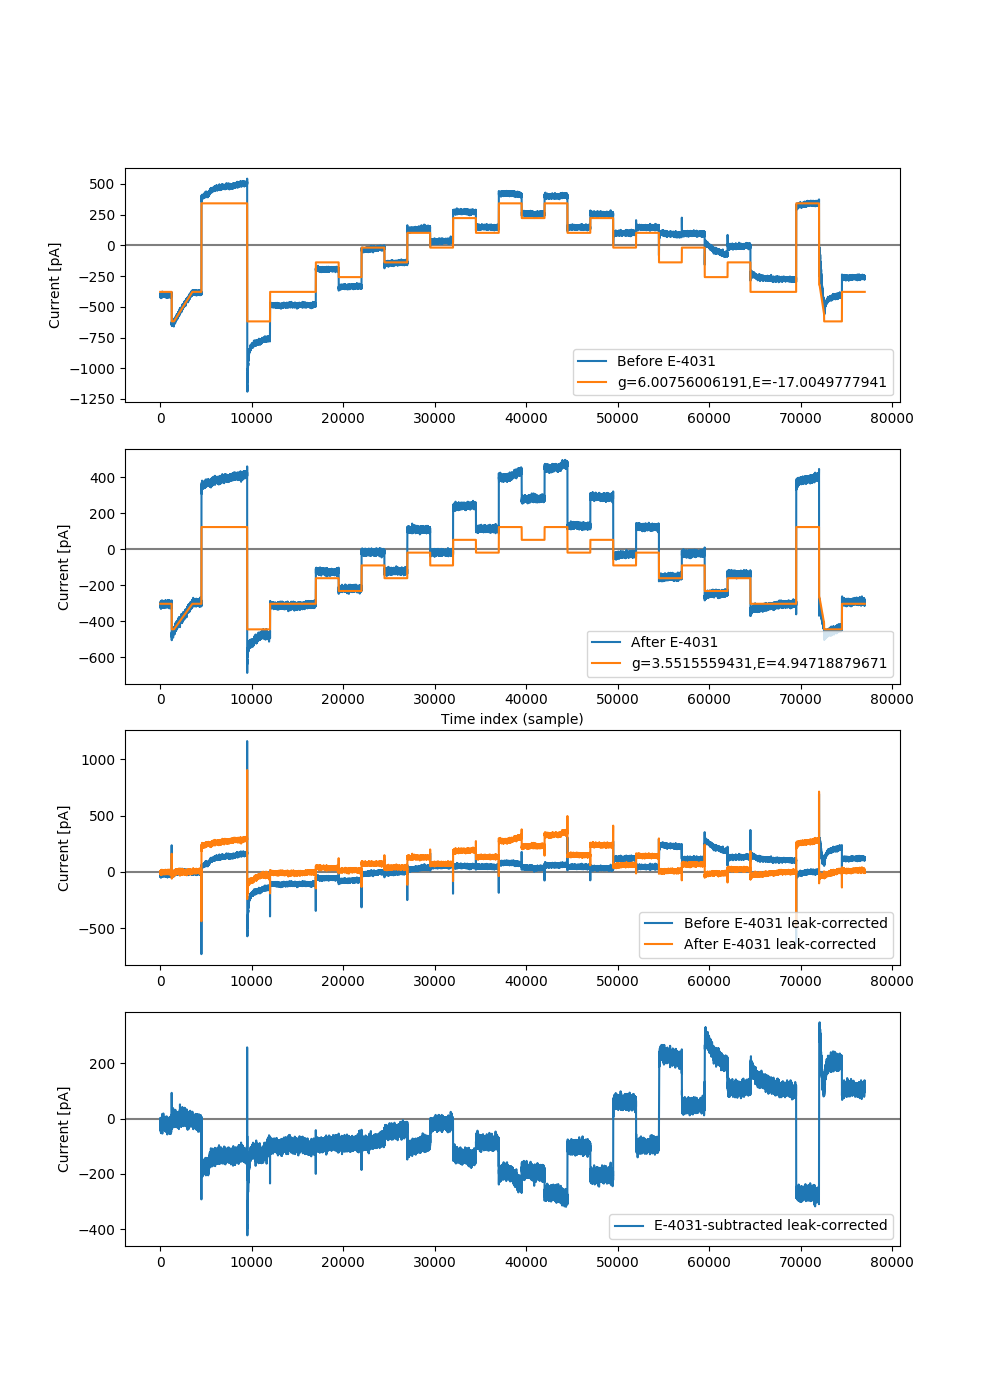 500
250
0
−250
−500
−750
−1000
−1250
Current [pA]
Before E-4031
g=6.00756006191,E=-17.0049777941
0 10000 20000 30000 40000 50000 60000 70000 80000
400
200
0
−200
−400
−600
Current [pA]
After E-4031
g=3.5515559431,E=4.94718879671
0 10000 20000 30000 40000 50000 60000 70000 80000
Time index (sample)
1000
500
0
−500
Current [pA]
Before E-4031 leak-corrected
After E-4031 leak-corrected
0 10000 20000 30000 40000 50000 60000 70000 80000
200
0
−200
−400
Current [pA]
E-4031-subtracted leak-corrected
0 10000 20000 30000 40000 50000 60000 70000 80000